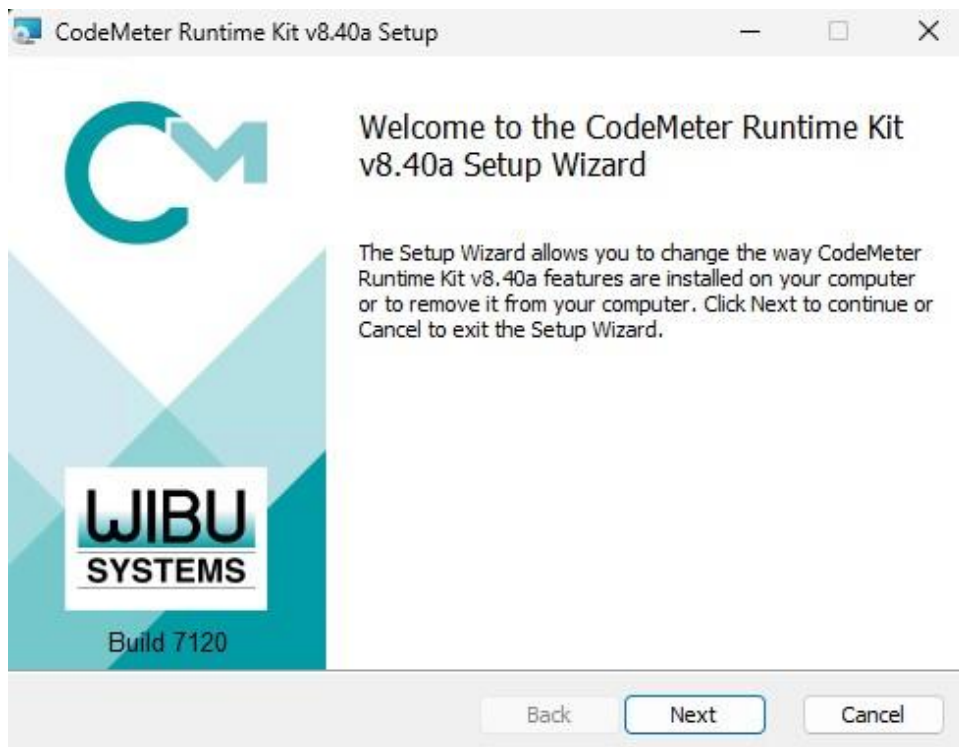 CodeMeter Runtime Kit v8.40a Setup
CM
Welcome to the CodeMeter Runtime Kit
v8.40a Setup Wizard
The Setup Wizard allows you to change the way CodeMeter
Runtime Kit v8.40a features are installed on your computer
or to remove it from your computer. Click Next to continue or
Cancel to exit the Setup Wizard.
WIBU
SYSTEMS
Build 7120
Back
Next
Cancel